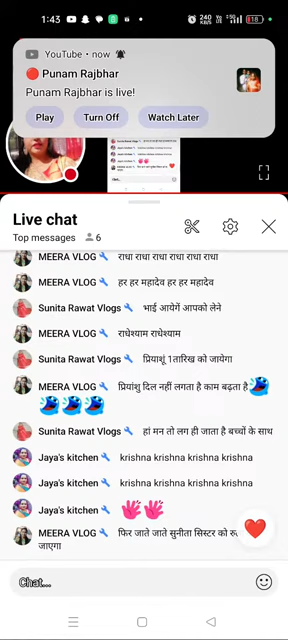 1:43
240
KB/S
5G
18
YouTube • now
Punam Rajbhar
Punam Rajbhar is live!
Play
Turn Off
Watch Later
Live chat
Top messages 6
MEERA VLOG राधा राधा राधा राधा राधा राधा
MEERA VLOG हर हर महादेव हर हर महादेव
Sunita Rawat Vlogs भाई आयेगें आपको लेने
MEERA VLOG राधेश्याम राधेश्याम
Sunita Rawat Vlogs प्रियाशूं 1तारिख को जायेगा
MEERA VLOG प्रियांशु दिल नहीं लगता है काम बढ़ता है
Sunita Rawat Vlogs हां मन तो लग ही जाता है बच्चों के साथ
Jaya's kitchen krishna krishna krishna krishna
Jaya's kitchen krishna krishna krishna krishna
Jaya's kitchen
MEERA VLOG फिर जाते जाते सुनीता सिस्टर को
जाएगा
Chat...